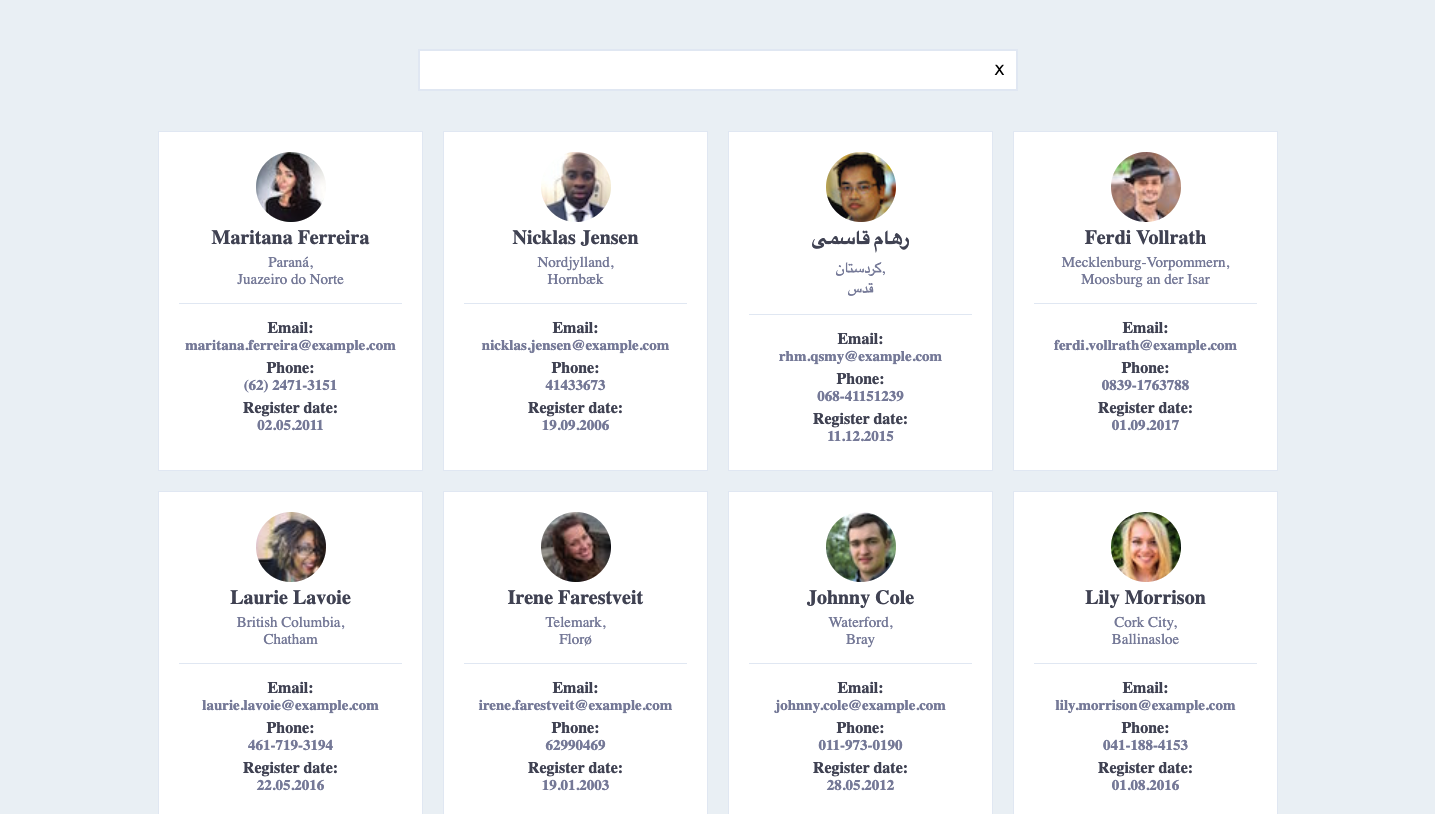 x
Maritana Ferreira
Paraná,
Juazeiro do Norte
Email:
maritana.ferreira@example.com
Phone:
(62) 2471-3151
Register date:
02.05.2011
Nicklas Jensen
Nordjylland,
Hornbæk
Email:
nicklas.jensen@example.com
Phone:
41433673
Register date:
19.09.2006
رهام قاسمی
کردستان,
قدس
Email:
rhm.qsmy@example.com
Phone:
068-41151239
Register date:
11.12.2015
Ferdi Vollrath
Mecklenburg-Vorpommern,
Moosburg an der Isar
Email:
ferdi.vollrath@example.com
Phone:
0839-1763788
Register date:
01.09.2017
Laurie Lavoie
British Columbia,
Chatham
Email:
laurie.lavoie@example.com
Phone:
461-719-3194
Register date:
22.05.2016
Irene Farestveit
Telemark,
Florø
Email:
irene.farestveit@example.com
Phone:
62990469
Register date:
19.01.2003
Johnny Cole
Waterford,
Bray
Email:
johnny.cole@example.com
Phone:
011-973-0190
Register date:
28.05.2012
Lily Morrison
Cork City,
Ballinasloe
Email:
lily.morrison@example.com
Phone:
041-188-4153
Register date:
01.08.2016